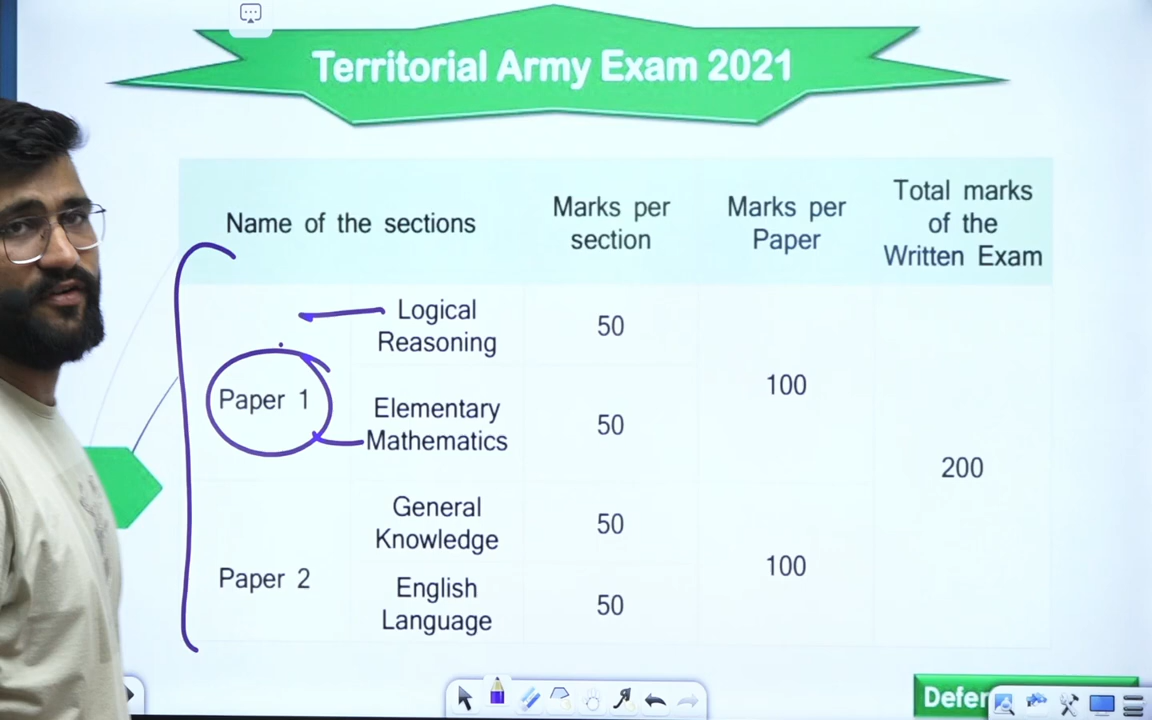 Territorial Army Exam 2021
Name of the sections
Marks per
section
Marks per
Paper
Total marks
of the
Written Exam
Paper 1
Logical
Reasoning
50
Elementary
Mathematics
50
100
Paper 2
General
Knowledge
50
English
Language
50
100
200
Defen